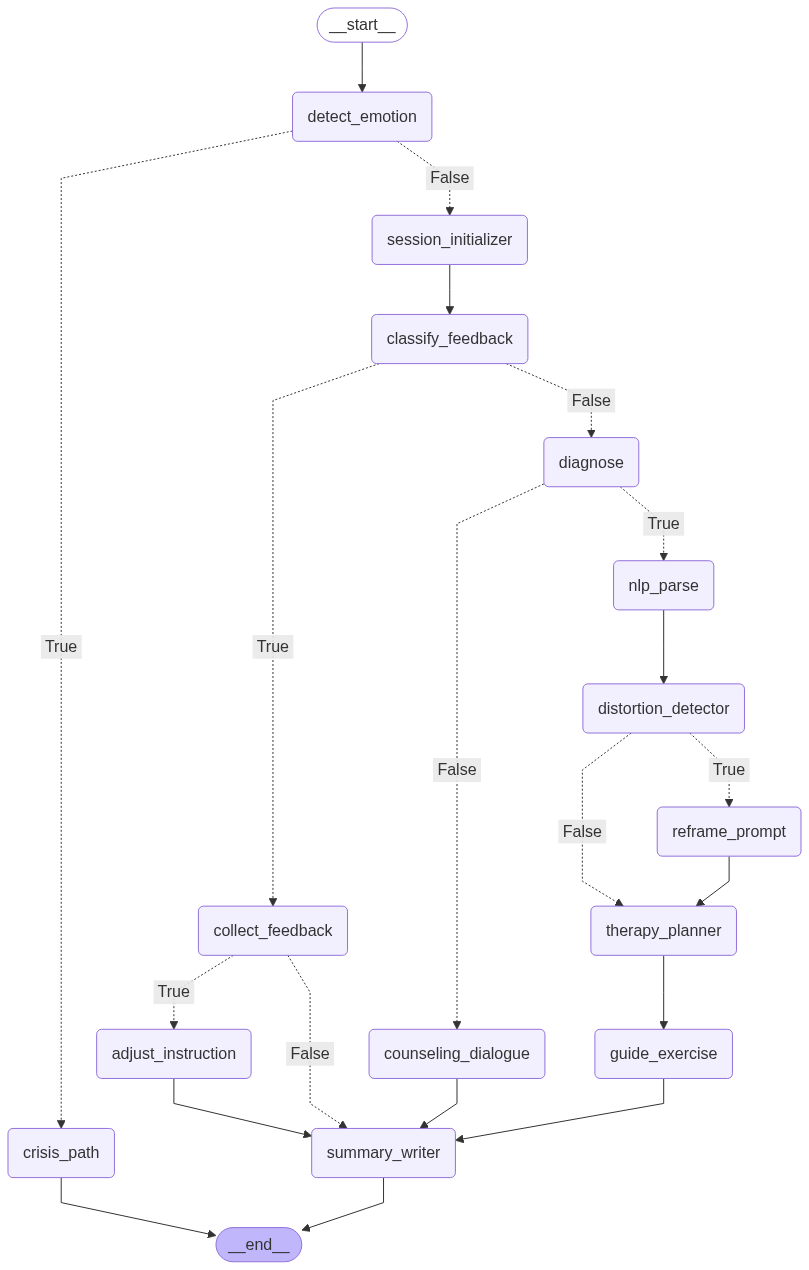 __start__
detect_emotion
False
session_initializer
classify_feedback
False
diagnose
True
nlp_parse
True
True
distortion_detector
False
True
False
reframe_prompt
collect_feedback
therapy_planner
True
False
adjust_instruction
counseling_dialogue
guide_exercise
crisis_path
summary_writer
__end__